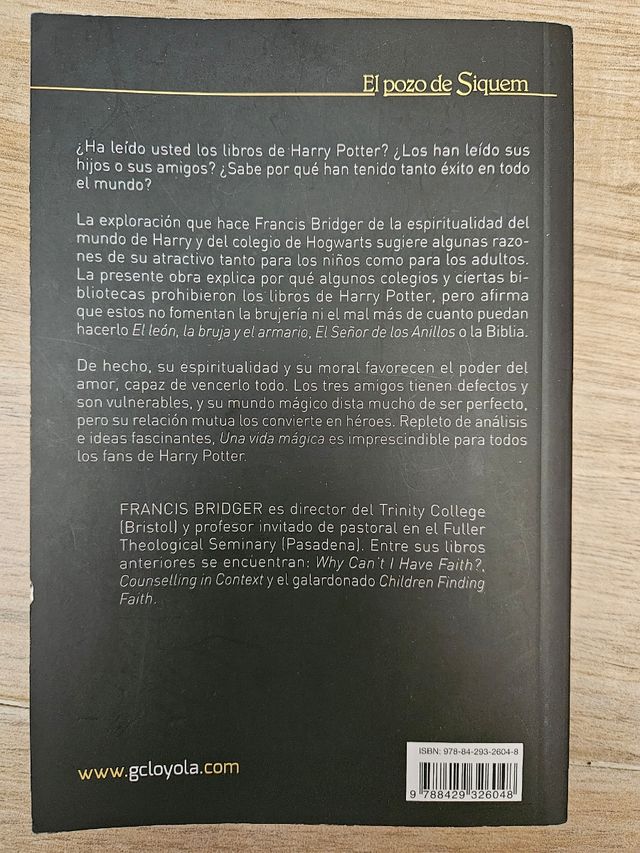 El pozo de Siquem
¿Ha leído usted los libros de Harry Potter? ¿Los han leído sus
hijos o sus amigos? ¿Sabe por qué han tenido tanto éxito en todo
el mundo?
La exploración que hace Francis Bridger de la espiritualidad del
mundo de Harry y del colegio de Hogwarts sugiere algunas razo-
nes de su atractivo tanto para los niños como para los adultos.
La presente obra explica por qué algunos colegios y ciertas bi-
bliotecas prohibieron los libros de Harry Potter, pero afirma
que estos no fomentan la brujería ni el mal más de cuanto puedan
hacerlo El león, la bruja y el armario, El Señor de los Anillos o la Biblia.
De hecho, su espiritualidad y su moral favorecen el poder del
amor, capaz de vencerlo todo. Los tres amigos tienen defectos y
son vulnerables, y su mundo mágico dista mucho de ser perfecto,
pero su relación mutua los convierte en héroes. Repleto de análisis
e ideas fascinantes, Una vida mágica es imprescindible para todos
los fans de Harry Potter.
FRANCIS BRIDGER es director del Trinity College
(Bristol) y profesor invitado de pastoral en el Fuller
Theological Seminary (Pasadena). Entre sus libros
anteriores se encuentran: Why Can't I Have Faith?,
Counselling in Context y el galardonado Children Finding
Faith.
www.gcloyola.com
ISBN: 978-84-293-2604-8
9 788429 326048